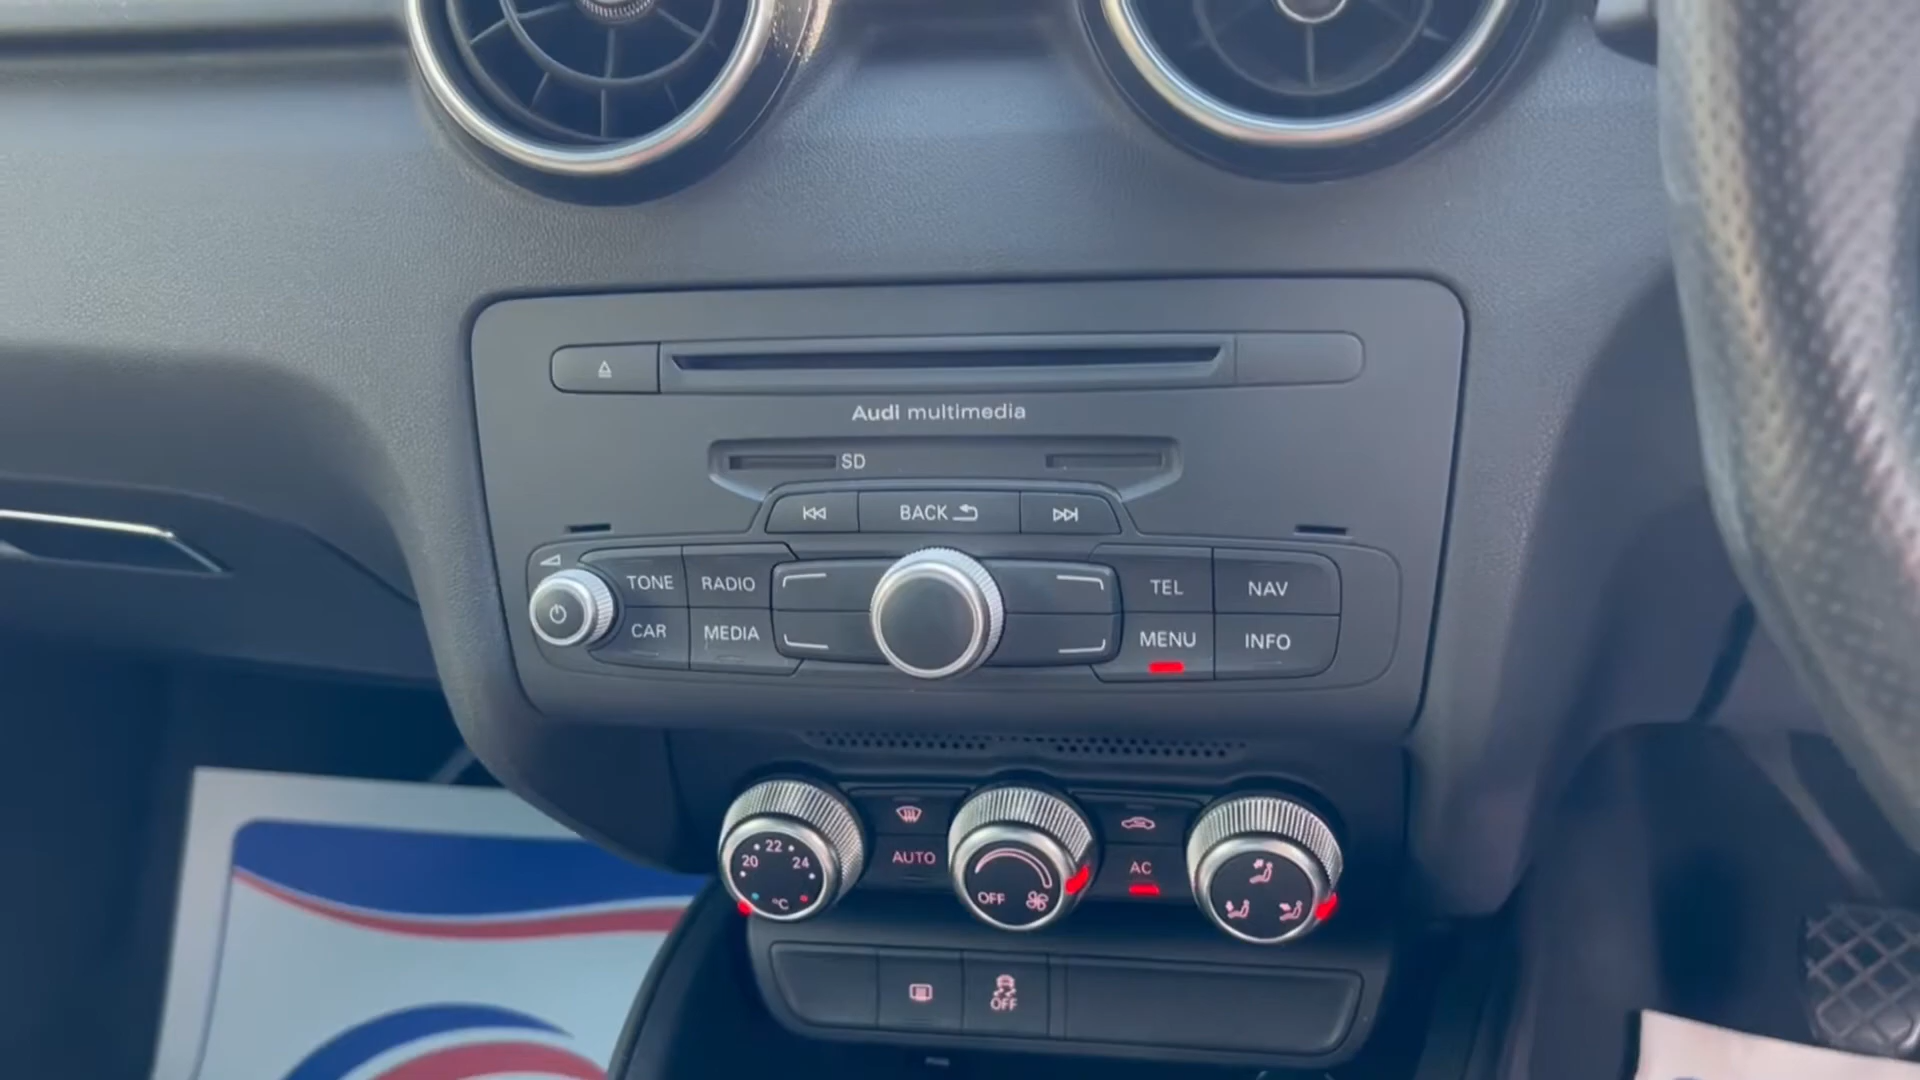 Audi multimedia
SD
BACK
TONE RADIO TEL NAV
CAR MEDIA MENU INFO
20 22 24 °C
AUTO
OFF
AC
OFF